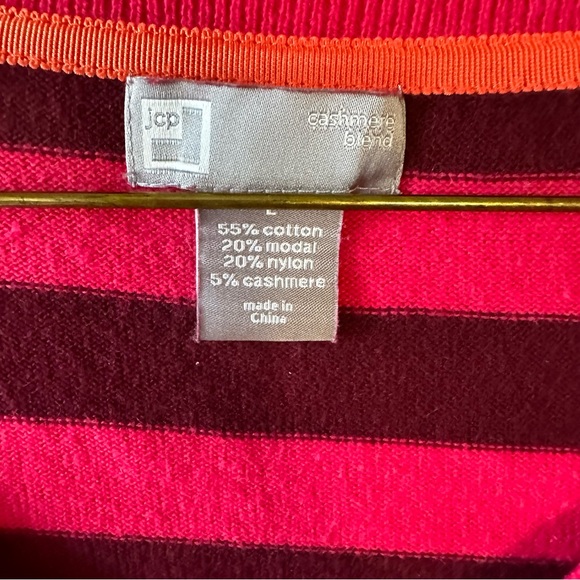 jcp
cashmere
blend
L
55% cotton
20% modal
20% nylon
5% cashmere
made in
China